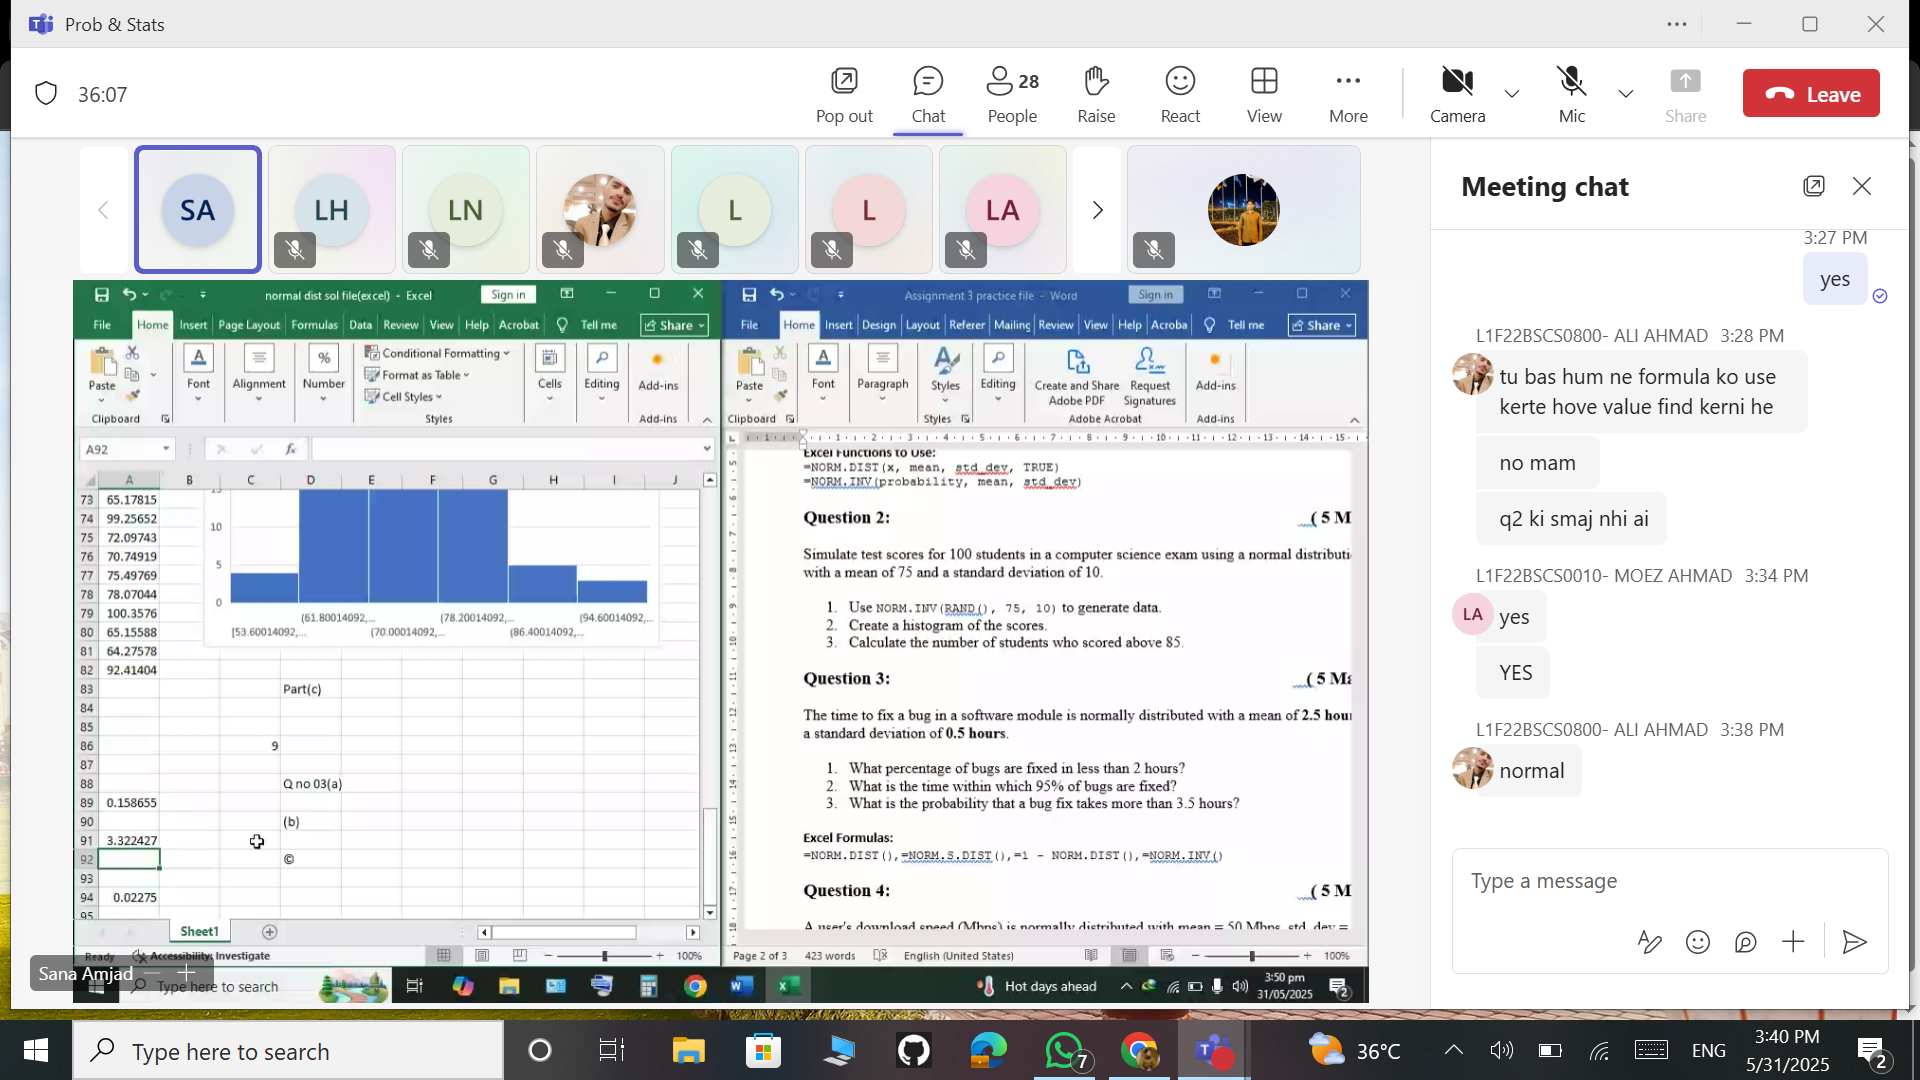 Prob & Stats
36:07
Pop out
Chat
28
People
Raise
React
View
More
Camera
Mic
Share
Leave
SA
LH
LN
L
L
LA
Meeting chat
3:27 PM
yes
L1F22BSCS0800- ALI AHMAD 3:28 PM
tu bas hum ne formula ko use
kerte hove value find kerni he
no mam
q2 ki smaj nhi ai
L1F22BSCS0010- MOEZ AHMAD 3:34 PM
LA
yes
YES
L1F22BSCS0800- ALI AHMAD 3:38 PM
normal
Type a message
normal dist sol file(excel) - Excel
Sign in
File Home Insert Page Layout Formulas Data Review View Help Acrobat Tell me Share
Paste
Clipboard
Font
Alignment
Number
Conditional Formatting
Format as Table
Cell Styles
Styles
Cells
Editing
Add-ins
Add-ins
A92
fx
A B C D E F G H I J
73 65.17815
74 99.25652
75 72.09743
76 70.74919
77 75.49769
78 78.07044
79 100.3576
80 65.15588
81 64.27578
82 92.41404
83 Part(c)
84
85
86 9
87
88 Q no 03(a)
89 0.158655
90 (b)
91 3.322427
92 ©
93
94 0.02275
95
15
10
5
0
(61.80014092,... (78.20014092,... (94.60014092,...
[53.60014092,... (70.00014092,... (86.40014092,...
Sheet1
Ready
Accessibility: Investigate
100%
Assignment 3 practice file - Word
Sign in
File Home Insert Design Layout Referer Mailing Review View Help Acroba Tell me Share
Paste
Clipboard
Font
Paragraph
Styles
Styles
Editing
Create and Share
Adobe PDF
Request
Signatures
Adobe Acrobat
Add-ins
Add-ins
Excel Functions to Use:
=NORM.DIST(x, mean, std_dev, TRUE)
=NORM.INV(probability, mean, std_dev)
Question 2: ( 5 M
Simulate test scores for 100 students in a computer science exam using a normal distributi
with a mean of 75 and a standard deviation of 10.
1. Use NORM.INV(RAND(), 75, 10) to generate data.
2. Create a histogram of the scores.
3. Calculate the number of students who scored above 85.
Question 3: ( 5 Ma
The time to fix a bug in a software module is normally distributed with a mean of 2.5 hour
a standard deviation of 0.5 hours.
1. What percentage of bugs are fixed in less than 2 hours?
2. What is the time within which 95% of bugs are fixed?
3. What is the probability that a bug fix takes more than 3.5 hours?
Excel Formulas:
=NORM.DIST(),=NORM.S.DIST(),=1 - NORM.DIST(),=NORM.INV()
Question 4: ( 5 M
A user's download speed (Mbps) is normally distributed with mean = 50 Mbps, std_dev =
Page 2 of 3
423 words
English (United States)
100%
Sana Amjad
Type here to search
Hot days ahead
3:50 pm
31/05/2025
2
Type here to search
7
36°C
ENG
3:40 PM
5/31/2025
2